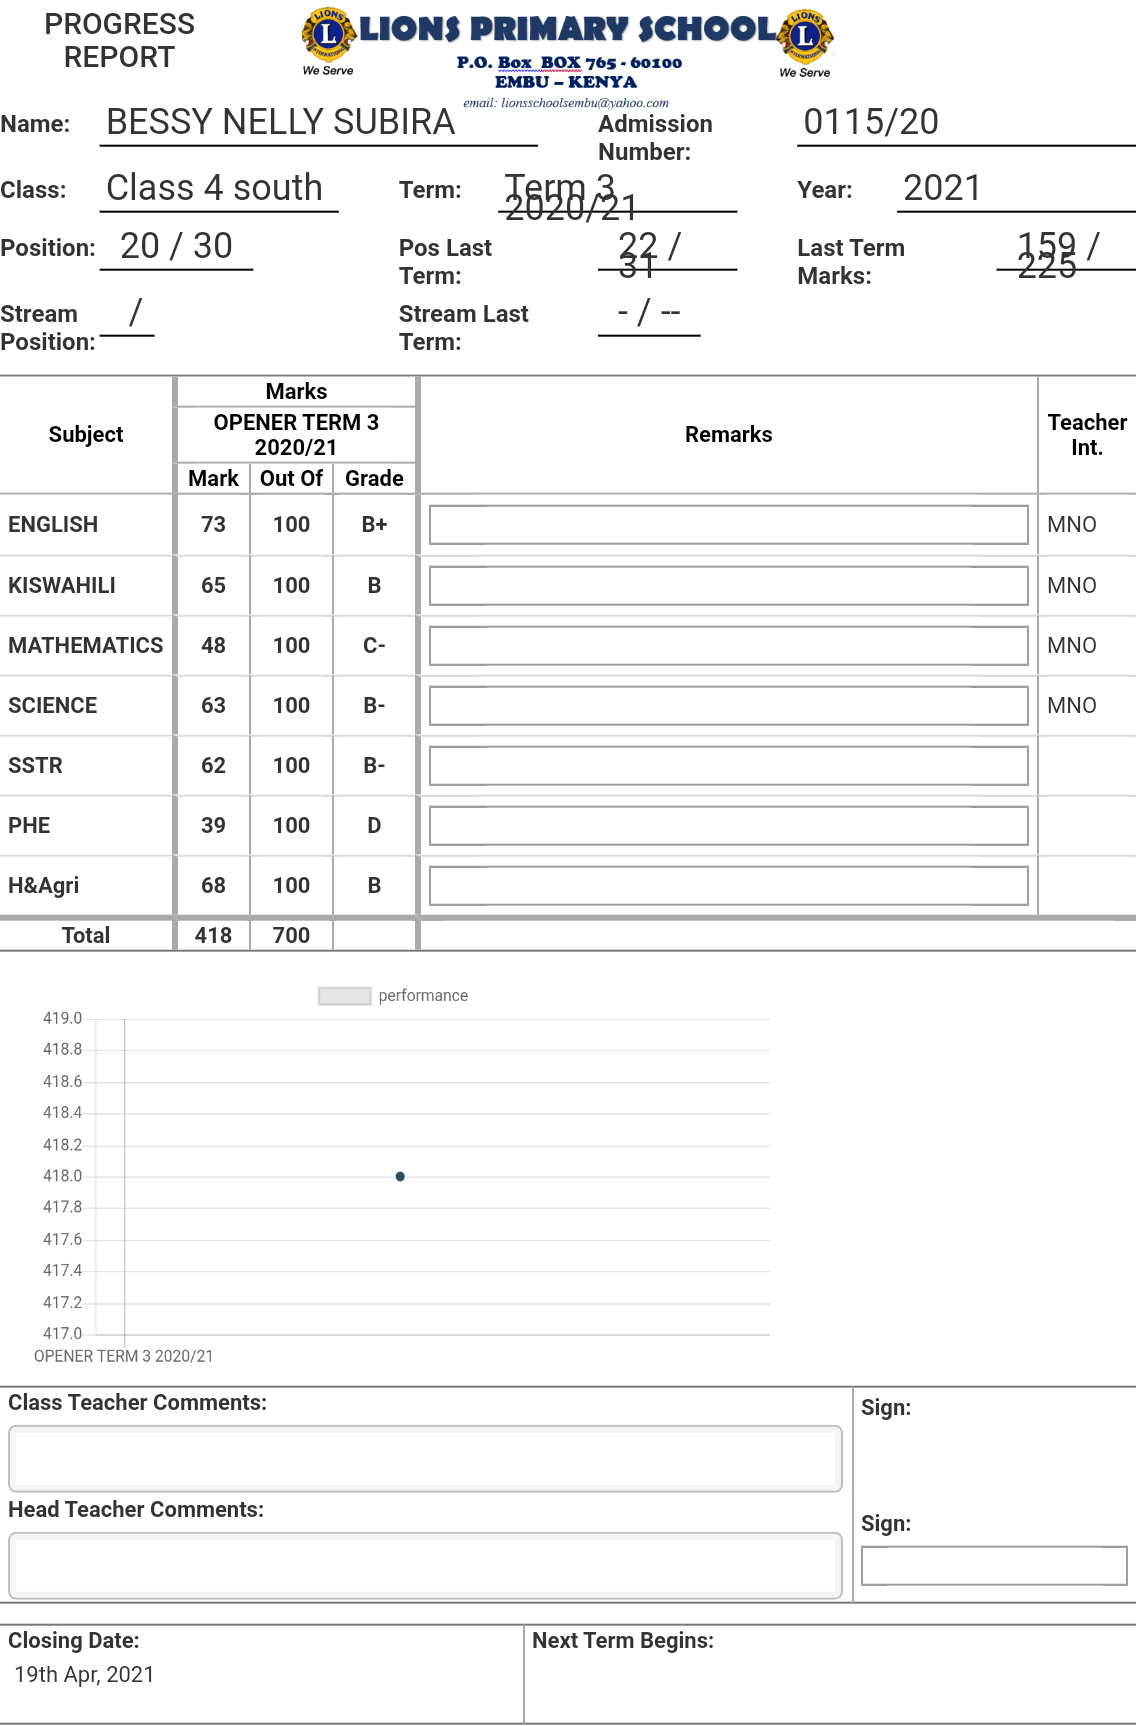 PROGRESS
REPORT
LIONS PRIMARY SCHOOL
We Serve
We Serve
P.O. Box BOX 765 - 60100
EMBU – KENYA
email: lionsschoolsembu@yahoo.com
Name: BESSY NELLY SUBIRA Admission Number: 0115/20
Class: Class 4 south Term: Term 3 2020/21 Year: 2021
Position: 20 / 30 Pos Last Term: 22 / 31 Last Term Marks: 159 / 225
Stream Position: / Stream Last Term: - / --
Subject Marks Remarks Teacher Int.
OPENER TERM 3 2020/21
Mark Out Of Grade
ENGLISH 73 100 B+ MNO
KISWAHILI 65 100 B MNO
MATHEMATICS 48 100 C- MNO
SCIENCE 63 100 B- MNO
SSTR 62 100 B-
PHE 39 100 D
H&Agri 68 100 B
Total 418 700
performance
419.0
418.8
418.6
418.4
418.2
418.0
417.8
417.6
417.4
417.2
417.0
OPENER TERM 3 2020/21
Class Teacher Comments: Sign:
Head Teacher Comments: Sign:
Closing Date: Next Term Begins:
19th Apr, 2021